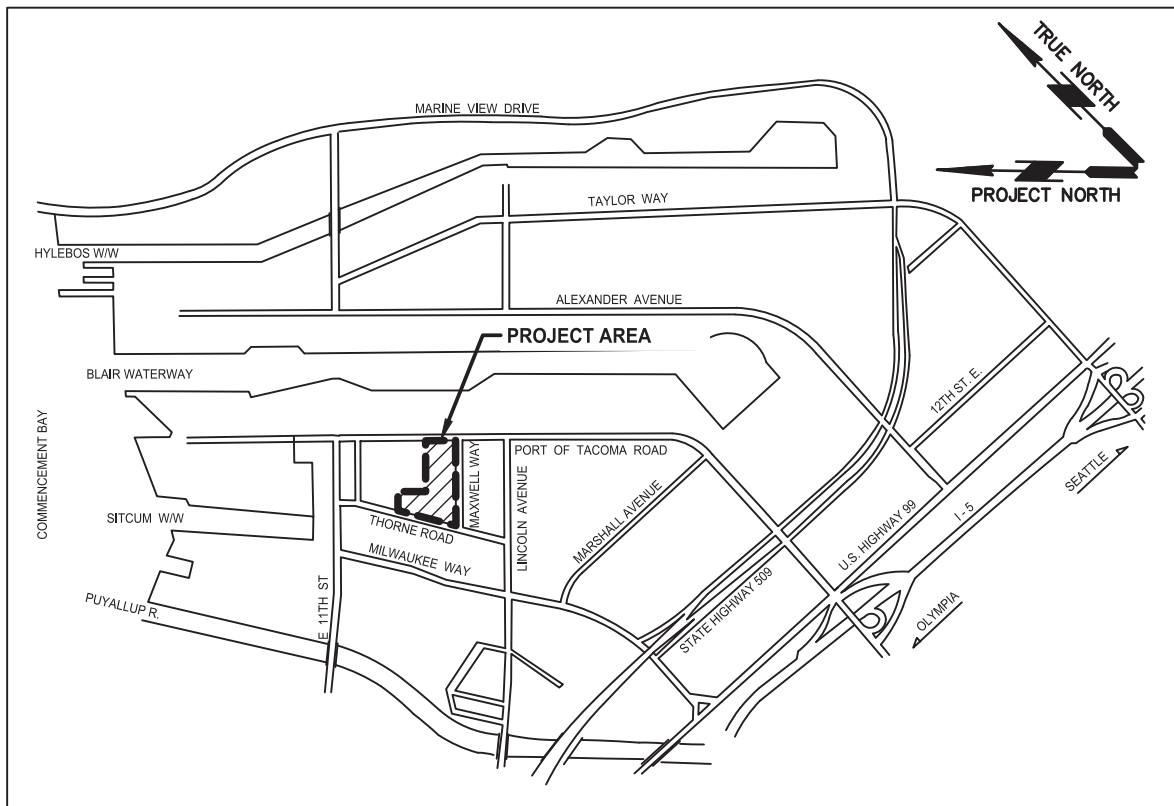 TRUE NORTH
PROJECT NORTH
MARINE VIEW DRIVE
TAYLOR WAY
HYLEBOS W/W
ALEXANDER AVENUE
PROJECT AREA
BLAIR WATERWAY
12TH ST. E.
COMMENCEMENT BAY
PORT OF TACOMA ROAD
MAXWELL WAY
LINCOLN AVENUE
MARSHALL AVENUE
SEATTLE
I - 5
U.S. HIGHWAY 99
SITCUM W/W
THORNE ROAD
MILWAUKEE WAY
STATE HIGHWAY 509
OLYMPIA
PUYALLUP R.
E 11TH ST